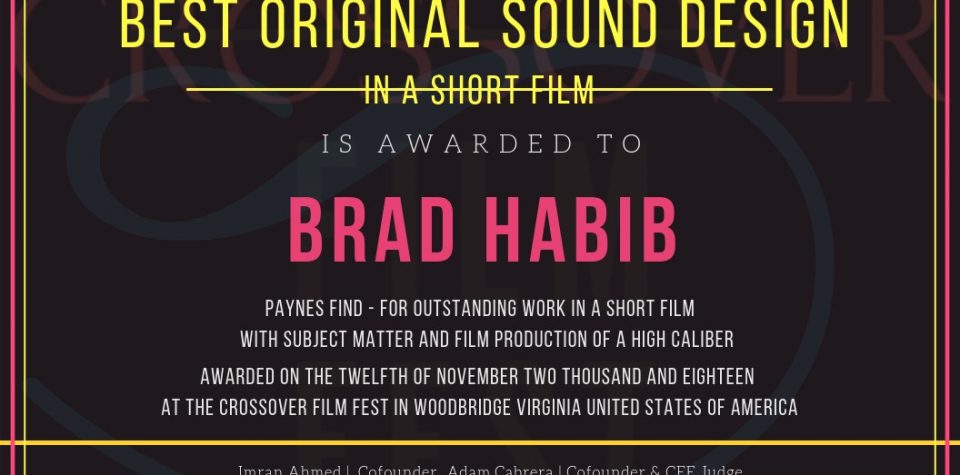 BEST ORIGINAL SOUND DESIGN
IN A SHORT FILM
IS AWARDED TO
BRAD HABIB
PAYNES FIND - FOR OUTSTANDING WORK IN A SHORT FILM
WITH SUBJECT MATTER AND FILM PRODUCTION OF A HIGH CALIBER
AWARDED ON THE TWELFTH OF NOVEMBER TWO THOUSAND AND EIGHTEEN
AT THE CROSSOVER FILM FEST IN WOODBRIDGE VIRGINIA UNITED STATES OF AMERICA
Imran Ahmed | Cofounder Adam Cabrera | Cofounder & CFF Judge
CROSSOVER
FILM
FEST